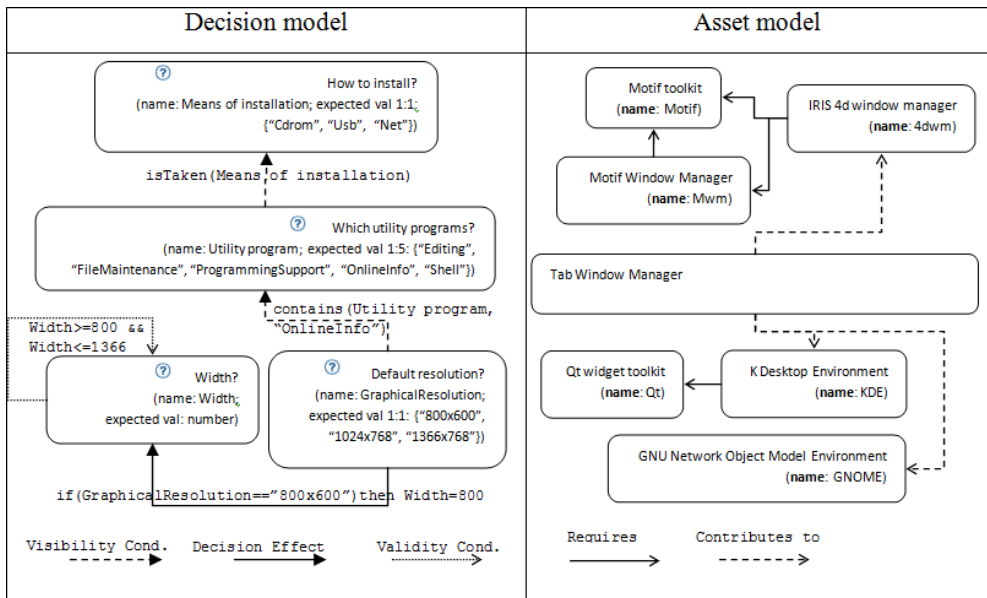 Decision model
Asset model
?
How to install?
(name: Means of installation; expected val 1:1;
{“Cdrom”, “Usb”, “Net”})
isTaken(Means of installation)
?
Which utility programs?
(name: Utility program; expected val 1:5: {“Editing”,
“FileMaintenance”, “ProgrammingSupport”, “OnlineInfo”, “Shell”})
contains(Utility program,
“OnlineInfo”)
Width>=800 &&
Width<=1366
?
Width?
(name: Width;
expected val: number)
?
Default resolution?
(name: GraphicalResolution;
expected val 1:1: {“800x600”,
“1024x768”, “1366x768”})
if(GraphicalResolution==”800x600”)then Width=800
Visibility Cond.
Decision Effect
Validity Cond.
Motif toolkit
(name: Motif)
IRIS 4d window manager
(name: 4dwm)
Motif Window Manager
(name: Mwm)
Tab Window Manager
Qt widget toolkit
(name: Qt)
K Desktop Environment
(name: KDE)
GNU Network Object Model Environment
(name: GNOME)
Requires
Contributes to